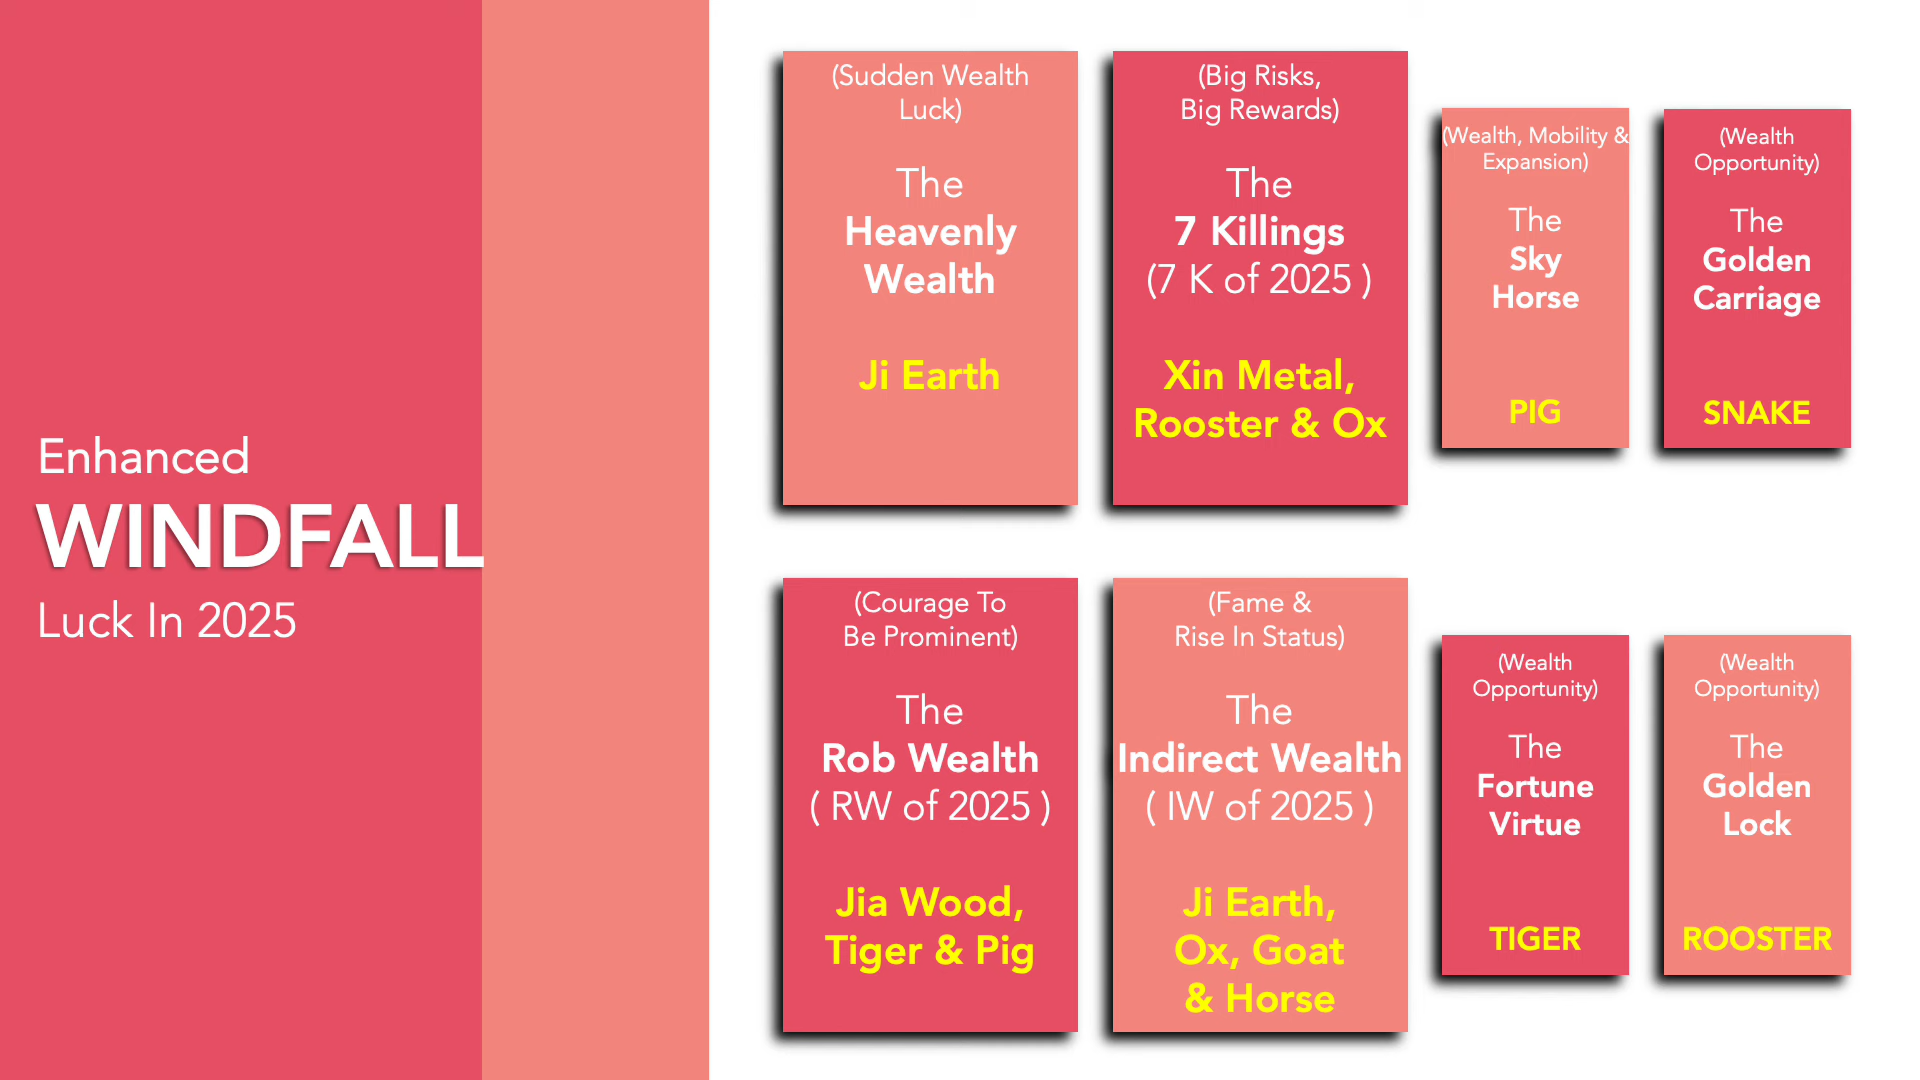 Enhanced
WINDFALL
Luck In 2025
(Sudden Wealth
Luck)
The
Heavenly
Wealth
Ji Earth
(Big Risks,
Big Rewards)
The
7 Killings
(7 K of 2025 )
Xin Metal,
Rooster & Ox
(Wealth, Mobility &
Expansion)
The
Sky
Horse
PIG
(Wealth
Opportunity)
The
Golden
Carriage
SNAKE
(Courage To
Be Prominent)
The
Rob Wealth
( RW of 2025 )
Jia Wood,
Tiger & Pig
(Fame &
Rise In Status)
The
Indirect Wealth
( IW of 2025 )
Ji Earth,
Ox, Goat
& Horse
(Wealth
Opportunity)
The
Fortune
Virtue
TIGER
(Wealth
Opportunity)
The
Golden
Lock
ROOSTER